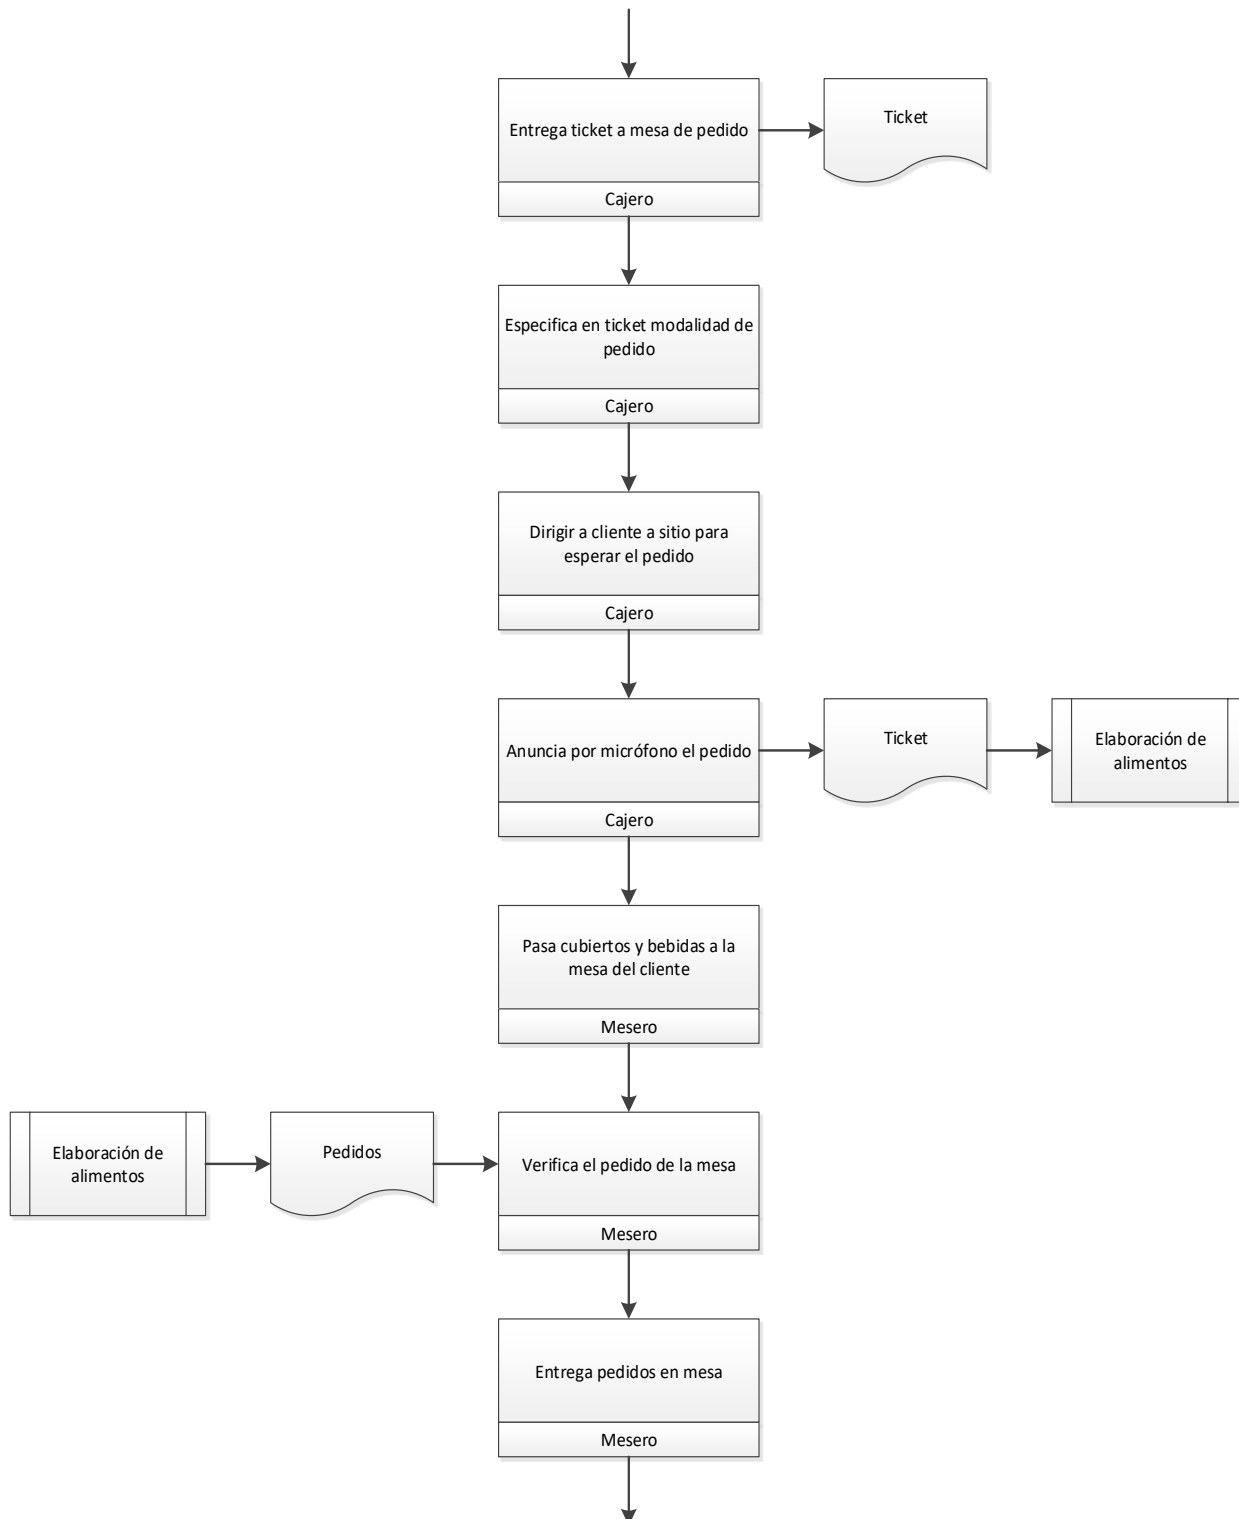 Entrega ticket a mesa de pedido
Cajero
Ticket
Especifica en ticket modalidad de
pedido
Cajero
Dirigir a cliente a sitio para
esperar el pedido
Cajero
Anuncia por micrófono el pedido
Cajero
Ticket
Elaboración de
alimentos
Pasa cubiertos y bebidas a la
mesa del cliente
Mesero
Elaboración de
alimentos
Pedidos
Verifica el pedido de la mesa
Mesero
Entrega pedidos en mesa
Mesero